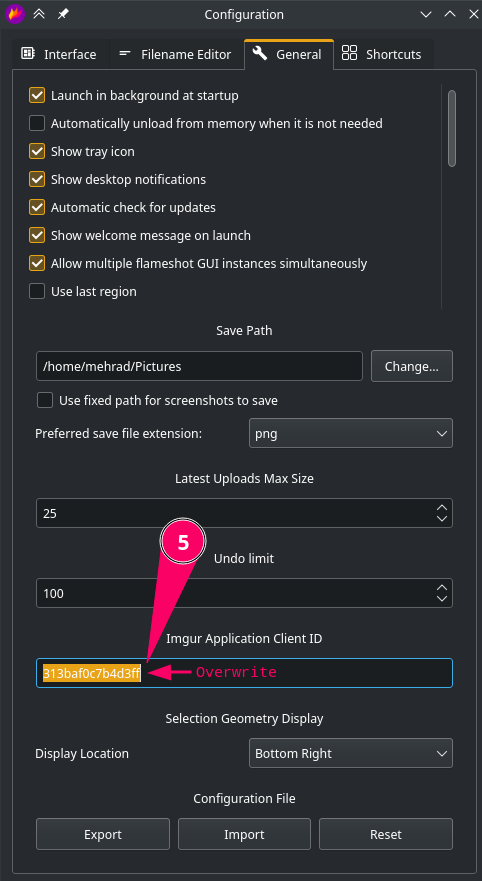 Configuration
Interface Filename Editor General Shortcuts
Launch in background at startup
Automatically unload from memory when it is not needed
Show tray icon
Show desktop notifications
Automatic check for updates
Show welcome message on launch
Allow multiple flameshot GUI instances simultaneously
Use last region
Save Path
/home/mehrad/Pictures Change...
Use fixed path for screenshots to save
Preferred save file extension: png
Latest Uploads Max Size
25
5
Undo limit
100
Imgur Application Client ID
313baf0c7b4d3ff Overwrite
Selection Geometry Display
Display Location Bottom Right
Configuration File
Export Import Reset